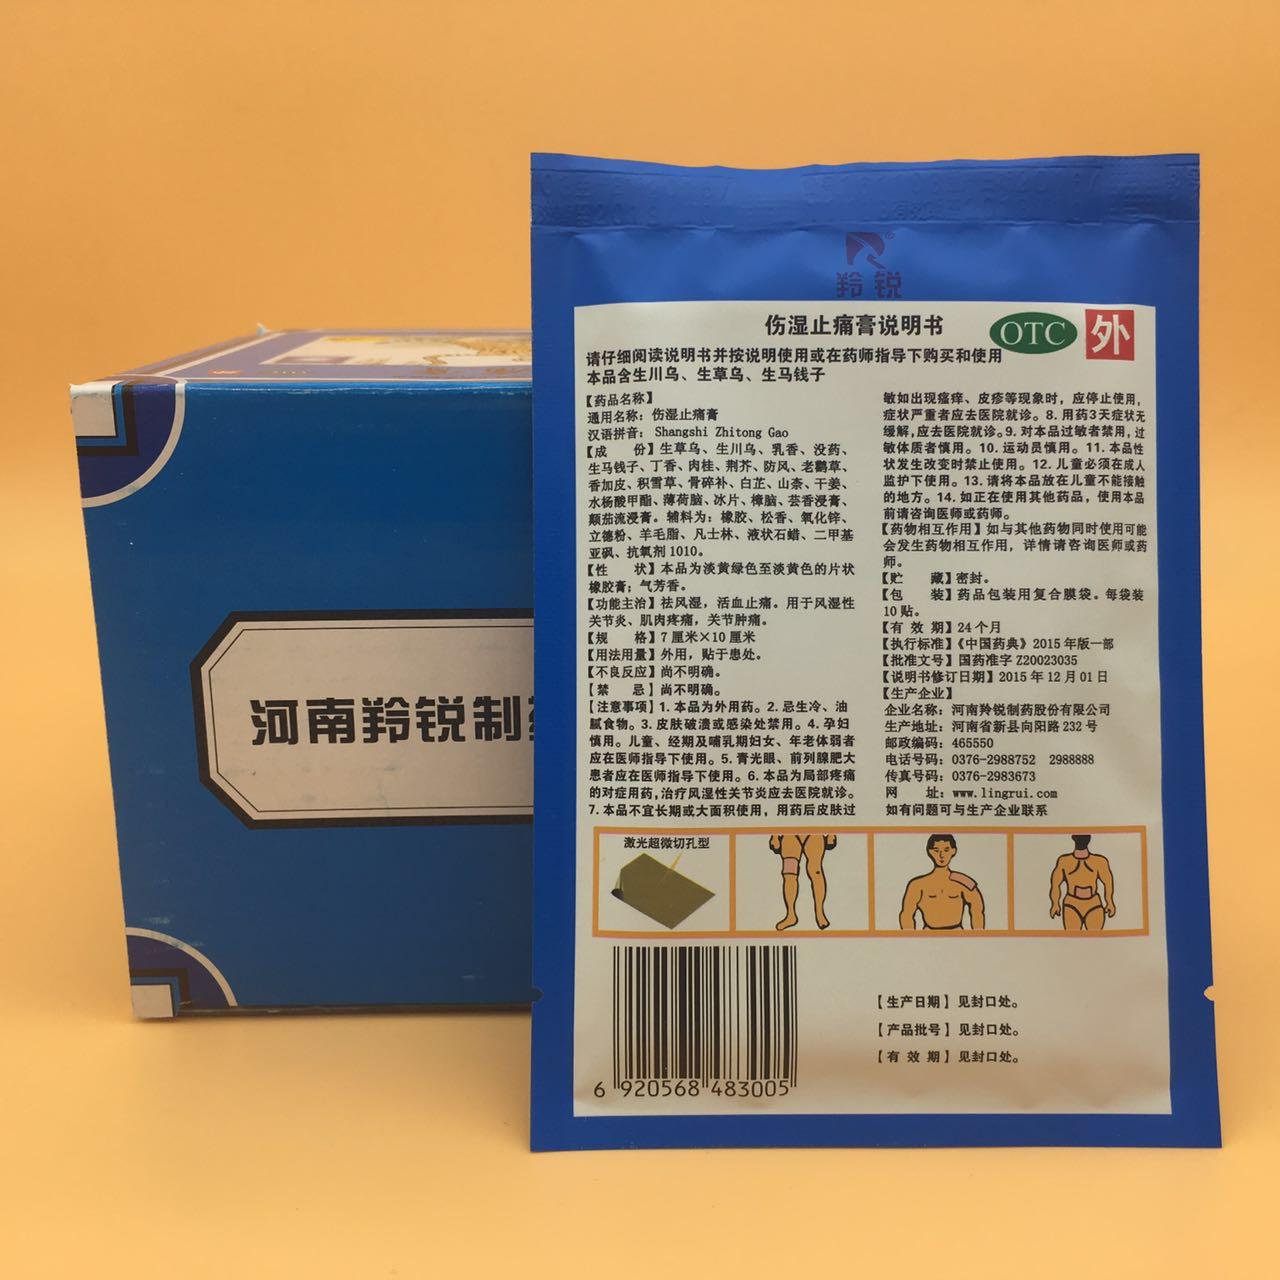 羚锐
伤湿止痛膏说明书
OTC
外
请仔细阅读说明书并按说明使用或在药师指导下购买和使用
本品含生川乌、生草乌、生马钱子
【药品名称】
通用名称：伤湿止痛膏
汉语拼音：Shangshi Zhitong Gao
【成 份】生草乌、生川乌、乳香、没药、
生马钱子、丁香、肉桂、荆芥、防风、老鹳草、
香加皮、积雪草、骨碎补、白芷、山柰、干姜、
水杨酸甲酯、薄荷脑、冰片、樟脑、芸香浸膏、
颠茄流浸膏。辅料为：橡胶、松香、氧化锌、
立德粉、羊毛脂、凡士林、液状石蜡、二甲基
亚砜、抗氧剂1010。
【性 状】本品为淡黄绿色至淡黄色的片状
橡胶膏；气芳香。
【功能主治】祛风湿，活血止痛。用于风湿性
关节炎、肌肉疼痛，关节肿痛。
【规 格】7厘米×10厘米
【用法用量】外用，贴于患处。
【不良反应】尚不明确。
【禁 忌】尚不明确。
【注意事项】1.本品为外用药。2.忌生冷、油
腻食物。3.皮肤破溃或感染处禁用。4.孕妇
慎用。儿童、经期及哺乳期妇女、年老体弱者
应在医师指导下使用。5.青光眼、前列腺肥大
患者应在医师指导下使用。6.本品为局部疼痛
的对症用药，治疗风湿性关节炎应去医院就诊。
7.本品不宜长期或大面积使用，用药后皮肤过
敏如出现瘙痒、皮疹等现象时，应停止使用，
症状严重者应去医院就诊。8.用药3天症状无
缓解，应去医院就诊。9.对本品过敏者禁用，过
敏体质者慎用。10.运动员慎用。11.本品性
状发生改变时禁止使用。12.儿童必须在成人
监护下使用。13.请将本品放在儿童不能接触
的地方。14.如正在使用其他药品，使用本品
前请咨询医师或药师。
【药物相互作用】如与其他药物同时使用可能
会发生药物相互作用，详情请咨询医师或药
师。
【贮 藏】密封。
【包 装】药品包装用复合膜袋。每袋装
10贴。
【有 效 期】24个月
【执行标准】《中国药典》2015年版一部
【批准文号】国药准字Z20023035
【说明书修订日期】2015年12月01日
【生产企业】
企业名称：河南羚锐制药股份有限公司
生产地址：河南省新县向阳路232号
邮政编码：465550
电话号码：0376-2988752 2988888
传真号码：0376-2983673
网 址：www.lingrui.com
如有问题可与生产企业联系
激光超微切孔型
6 920568 483005
【生产日期】见封口处。
【产品批号】见封口处。
【有 效 期】见封口处。
河南羚锐制